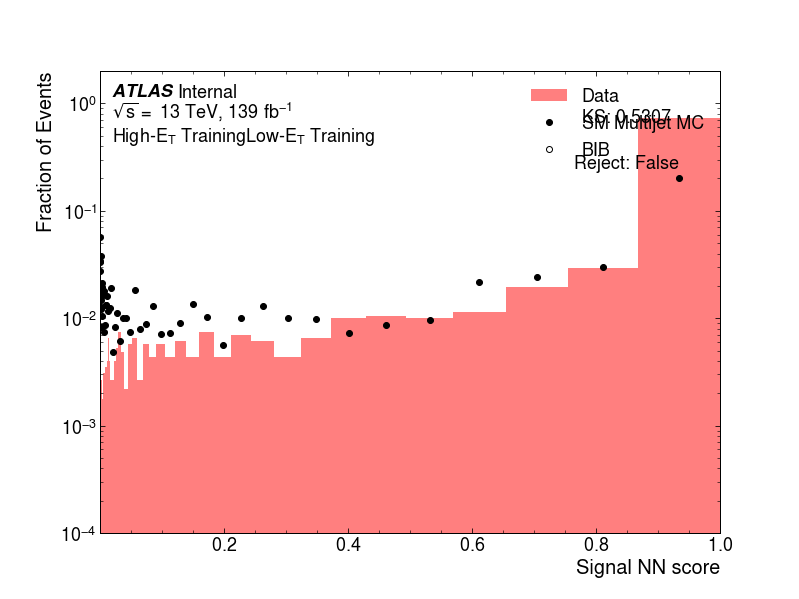 ATLAS Internal
√s = 13 TeV, 139 fb⁻¹
High-E_T TrainingLow-E_T Training
Data
KS: 0.5307
SM Multijet MC
BIB
Reject: False
Fraction of Events
10⁰
10⁻¹
10⁻²
10⁻³
10⁻⁴
0.2 0.4 0.6 0.8 1.0
Signal NN score